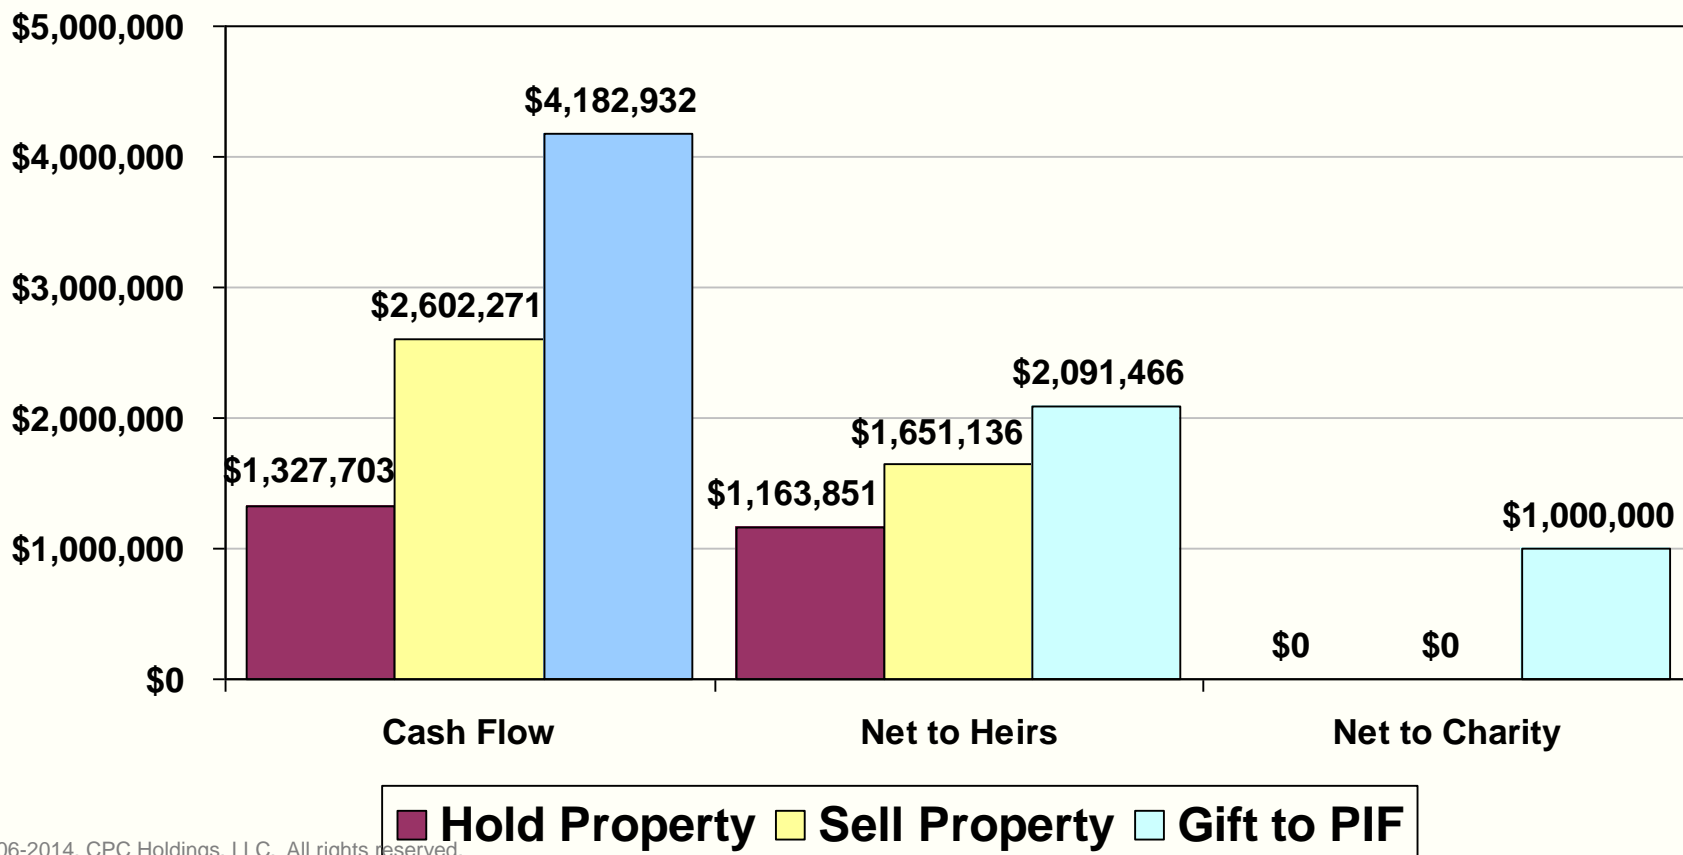 $5,000,000
$4,000,000
$3,000,000
$2,000,000
$1,000,000
$0
$1,327,703
$2,602,271
$4,182,932
$1,163,851
$1,651,136
$2,091,466
$0
$0
$1,000,000
Cash Flow
Net to Heirs
Net to Charity
Hold Property
Sell Property
Gift to PIF
06-2014, CPC Holdings, LLC. All rights reserved.